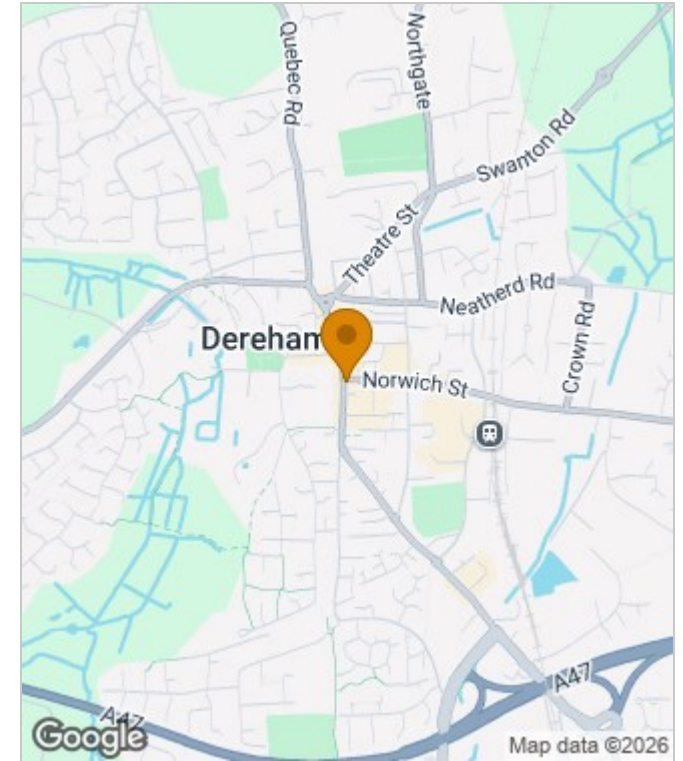 Quebec Rd
Northgate
Swanton Rd
Theatre St
Neatherd Rd
Dereham
Crown Rd
Norwich St
A47
A47
Google
Map data ©2026